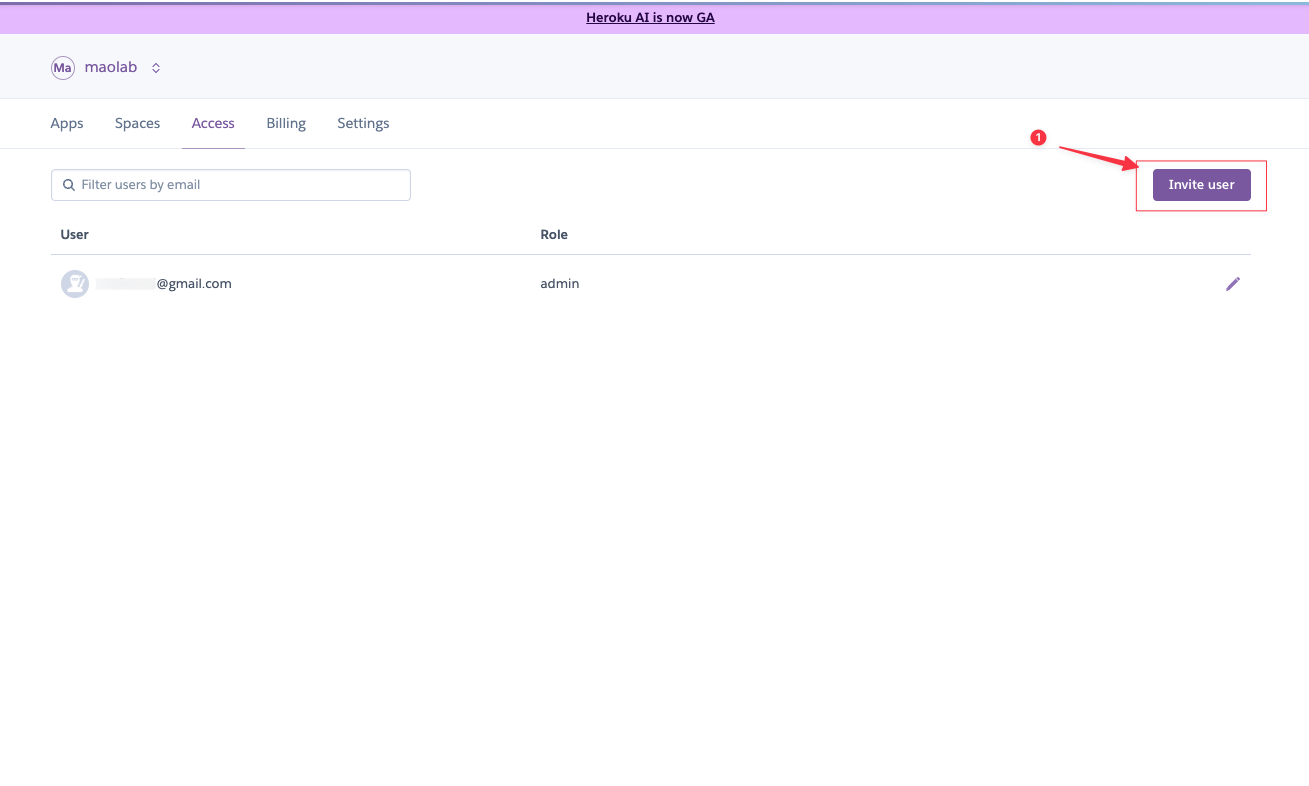 Heroku AI is now GA
Ma maolab
Apps Spaces Access Billing Settings
1
Filter users by email
Invite user
User Role
@gmail.com admin